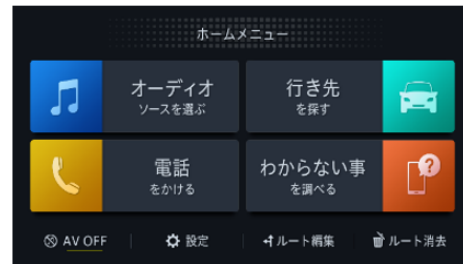 ホームメニュー
オーディオ
ソースを選ぶ
行き先
を探す
電話
をかける
わからない事
を調べる
?
AV OFF
設定
ルート編集
ルート消去